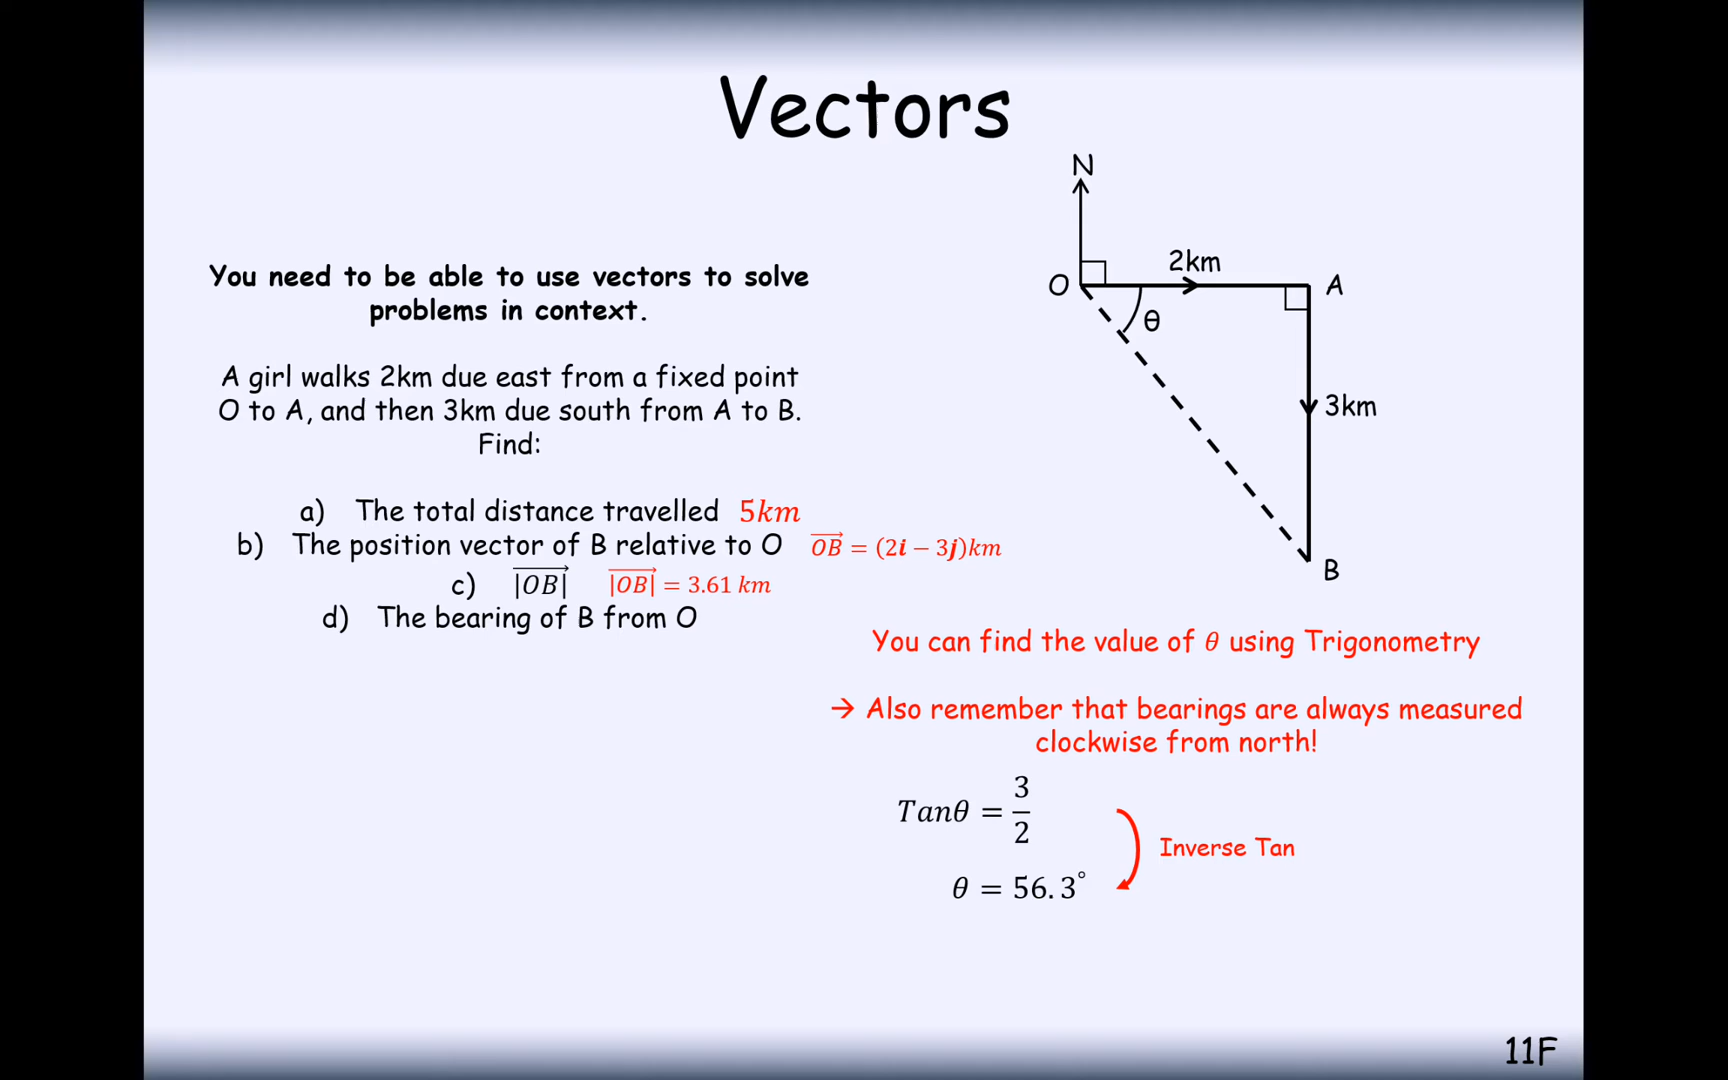 Vectors
You need to be able to use vectors to solve
problems in context.
A girl walks 2km due east from a fixed point
O to A, and then 3km due south from A to B.
Find:
a) The total distance travelled 5km
b) The position vector of B relative to O \overrightarrow{OB} = (2i − 3j)km
c) |\overrightarrow{OB}| |\overrightarrow{OB}| = 3.61 km
d) The bearing of B from O
N
2km
O
A
θ
3km
B
You can find the value of θ using Trigonometry
→ Also remember that bearings are always measured
clockwise from north!
Tanθ = 3/2
Inverse Tan
θ = 56.3°
11F